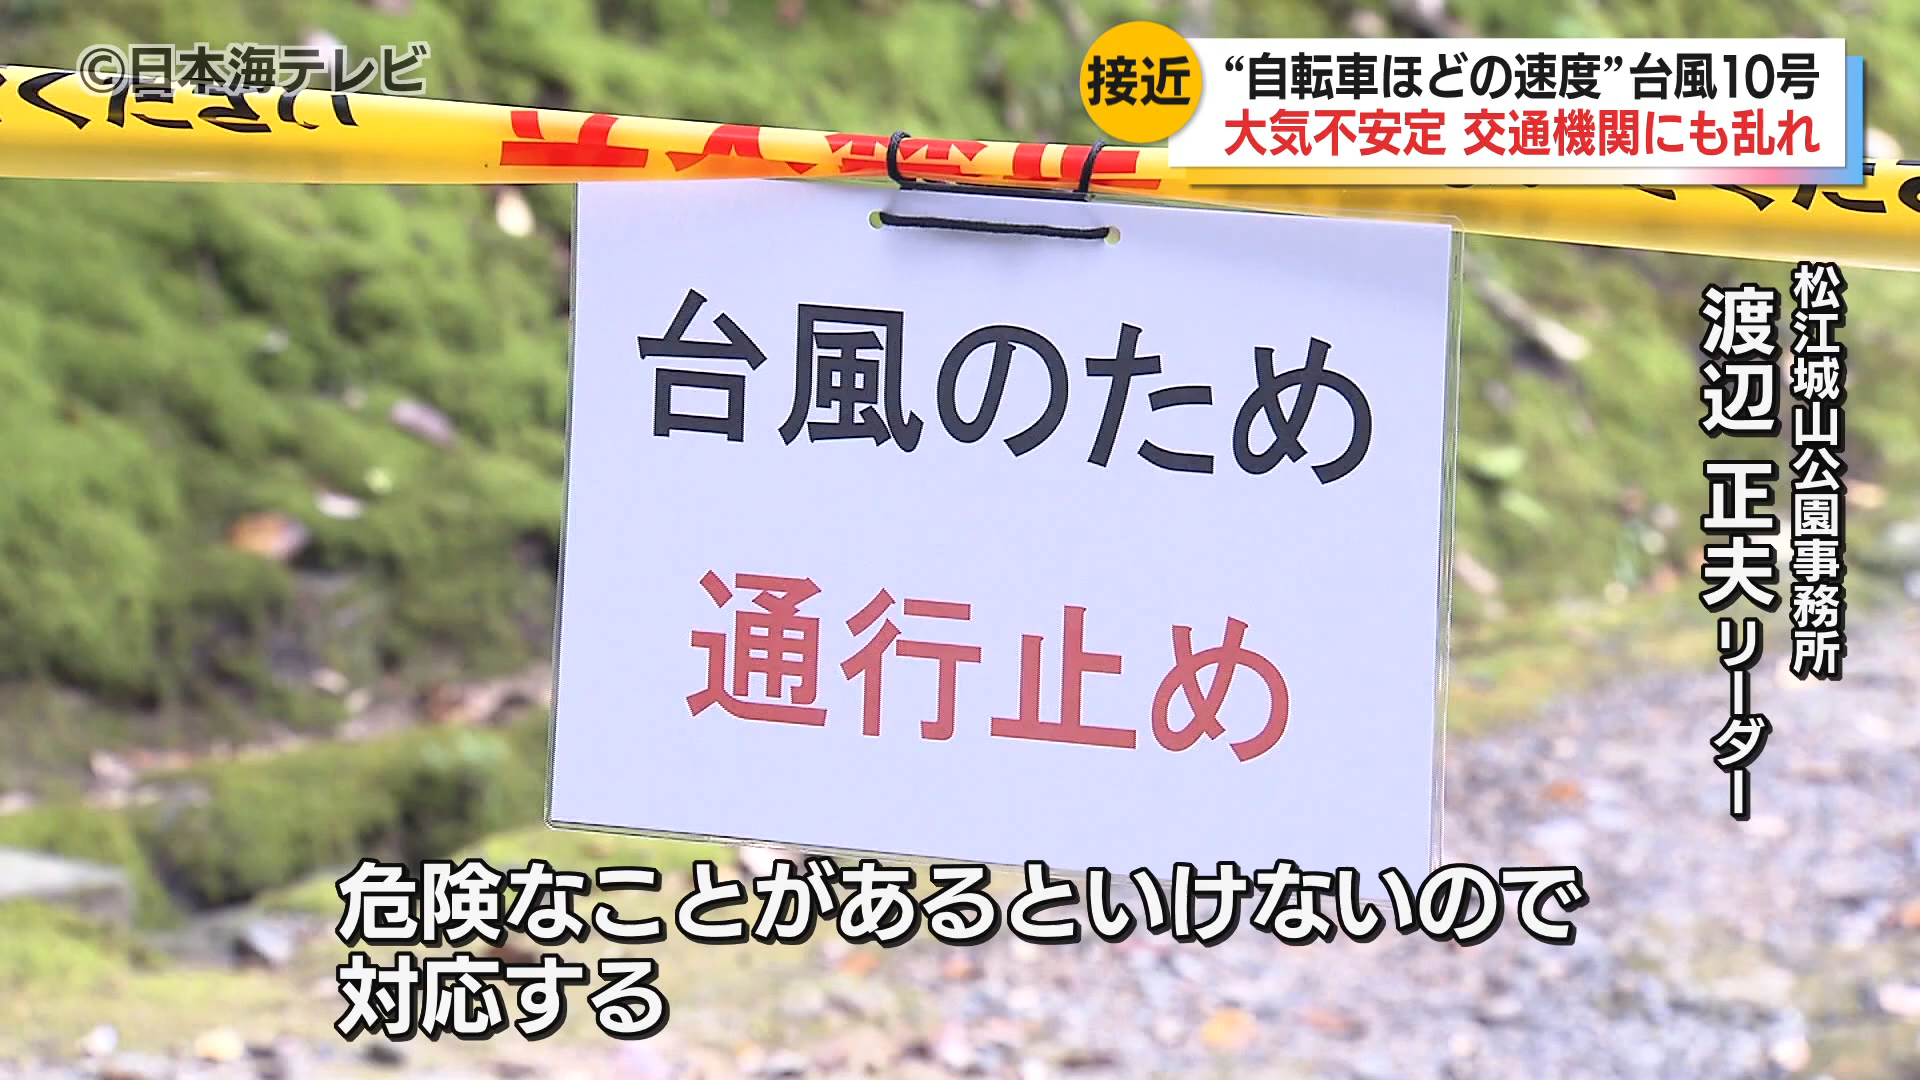 ©日本海テレビ
接近
“自転車ほどの速度”台風10号
大気不安定 交通機関にも乱れ
台風のため
通行止め
松江城山公園事務所
渡辺 正夫リーダー
危険なことがあるといけないので
対応する